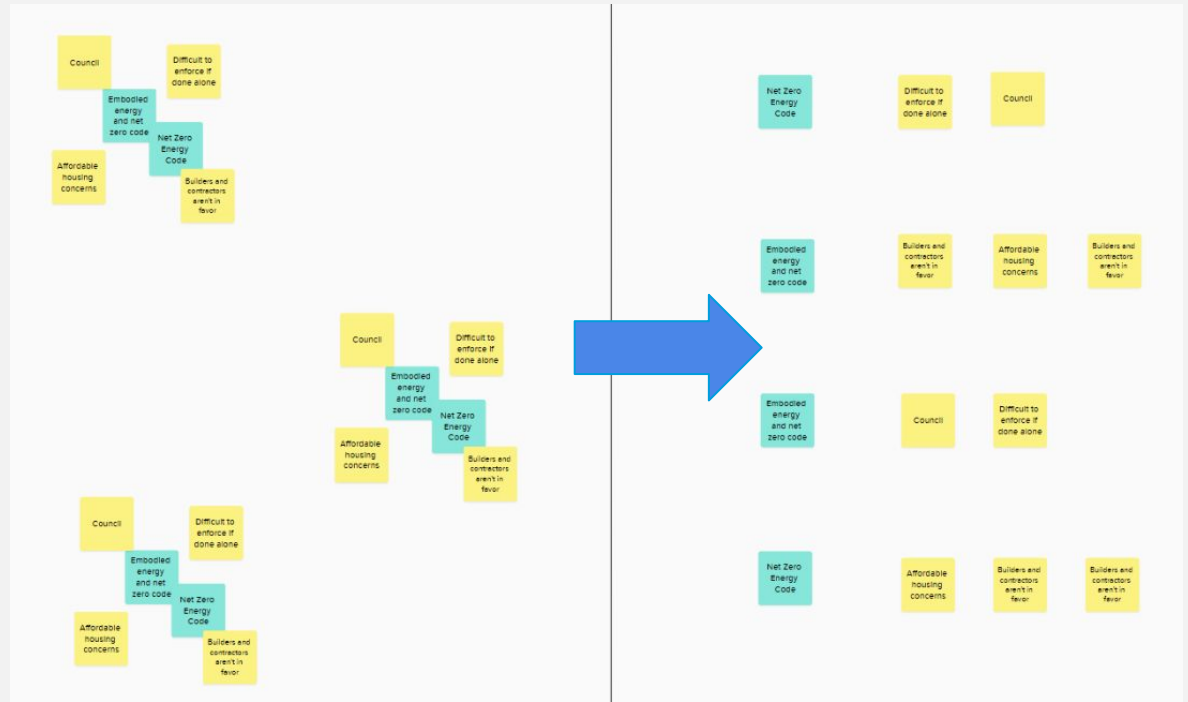 Council
Difficult to
enforce if
done alone
Embodied
energy
and net
zero code
Net Zero
Energy
Code
Affordable
housing
concerns
Builders and
contractors
aren't in
favor
Council
Difficult to
enforce if
done alone
Embodied
energy
and net
zero code
Net Zero
Energy
Code
Affordable
housing
concerns
Builders and
contractors
aren't in
favor
Council
Difficult to
enforce if
done alone
Embodied
energy
and net
zero code
Net Zero
Energy
Code
Affordable
housing
concerns
Builders and
contractors
aren't in
favor
Net Zero
Energy
Code
Difficult to
enforce if
done alone
Council
Embodied
energy
and net
zero code
Builders and
contractors
aren't in
favor
Affordable
housing
concerns
Builders and
contractors
aren't in
favor
Embodied
energy
and net
zero code
Council
Difficult to
enforce if
done alone
Net Zero
Energy
Code
Affordable
housing
concerns
Builders and
contractors
aren't in
favor
Builders and
contractors
aren't in
favor